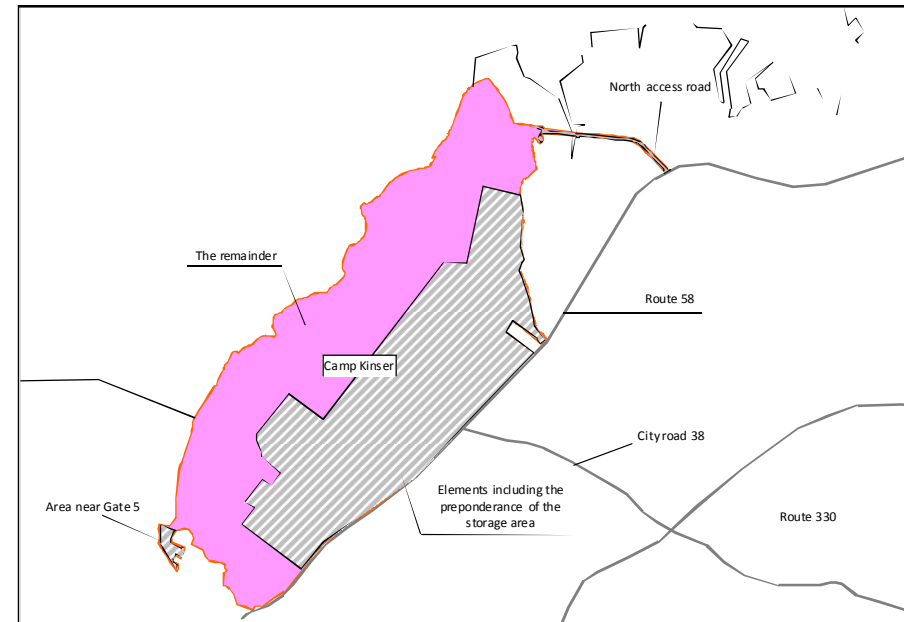 North access road
The remainder
Route 58
Camp Kinser
City road 38
Area near Gate 5
Elements including the
preponderance of the
storage area
Route 330